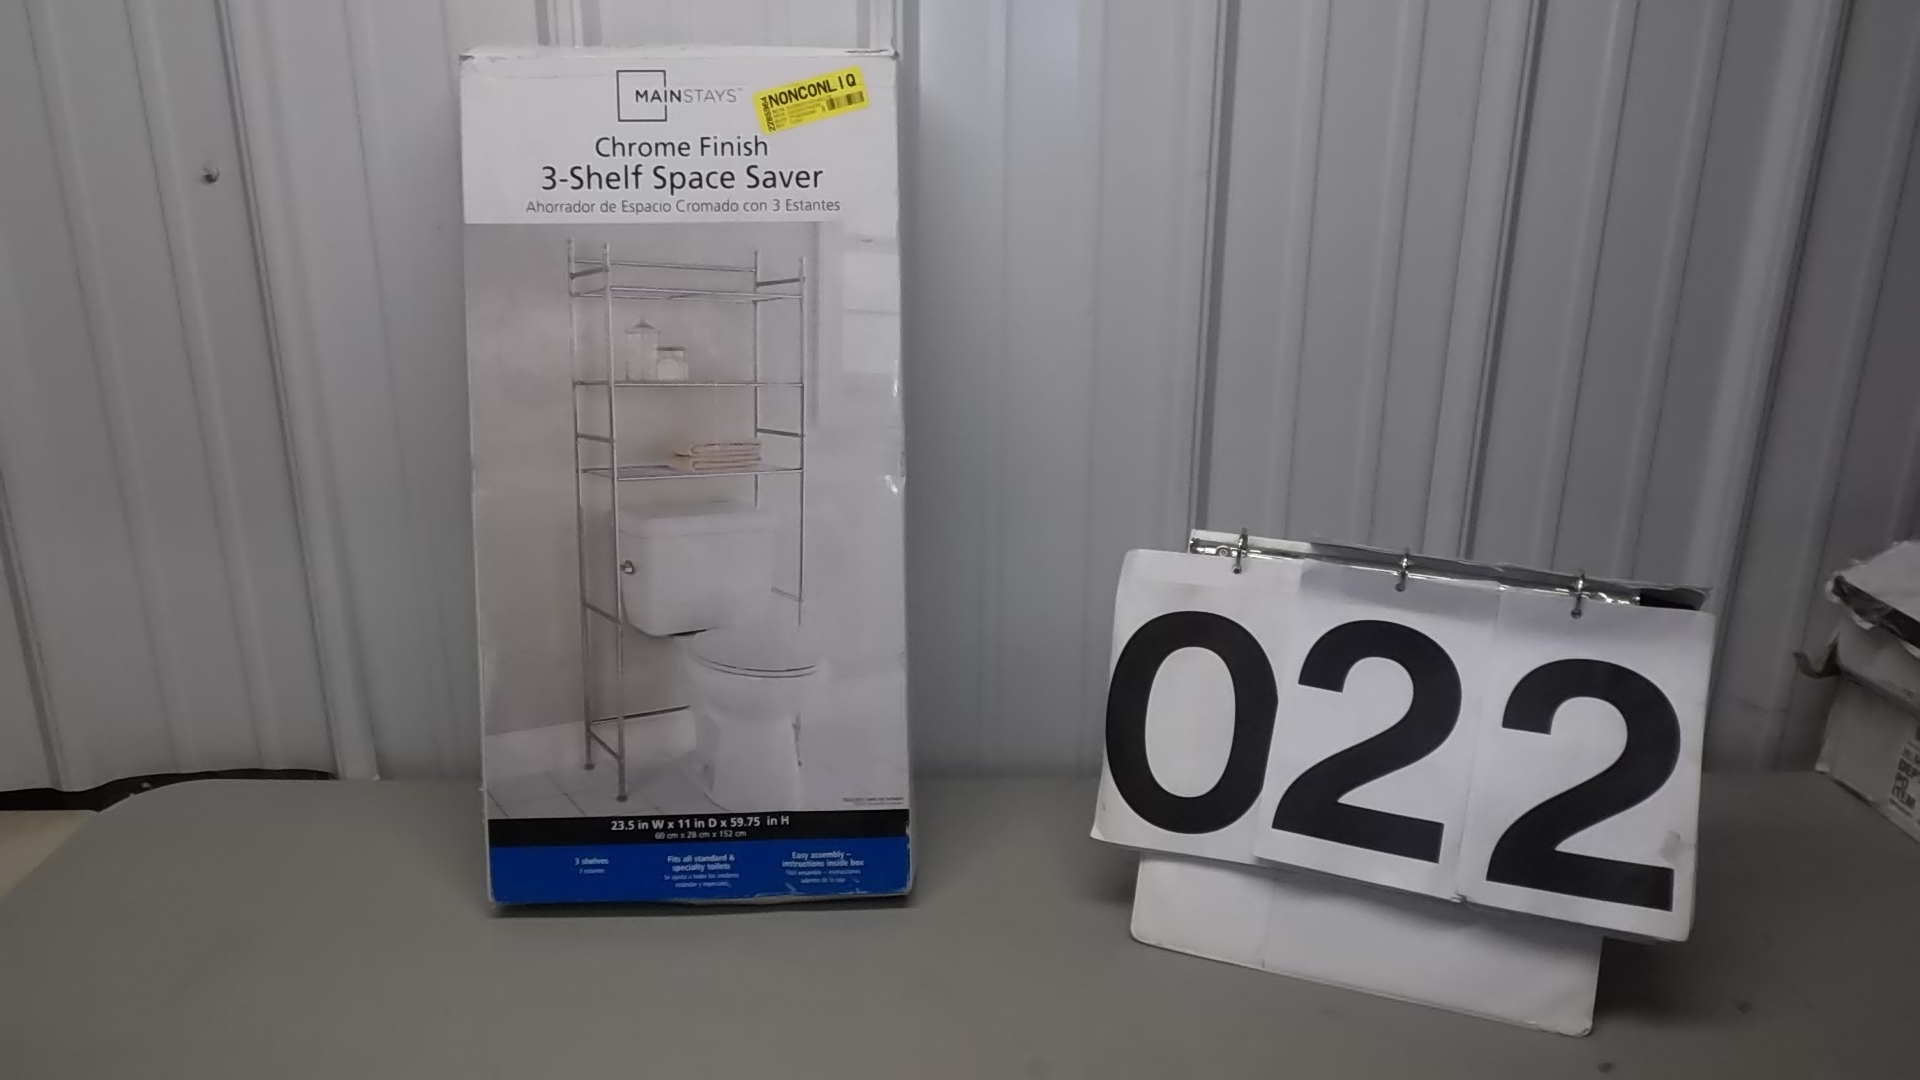 MAINSTAYS™
NONCONLIQ
Chrome Finish
3-Shelf Space Saver
Ahorrador de Espacio Cromado con 3 Estantes
23.5 in W x 11 in D x 59.75 in H
60 cm x 28 cm x 152 cm
3 shelves
Fits all standard &
specialty toilets
Easy assembly –
instructions inside box
022